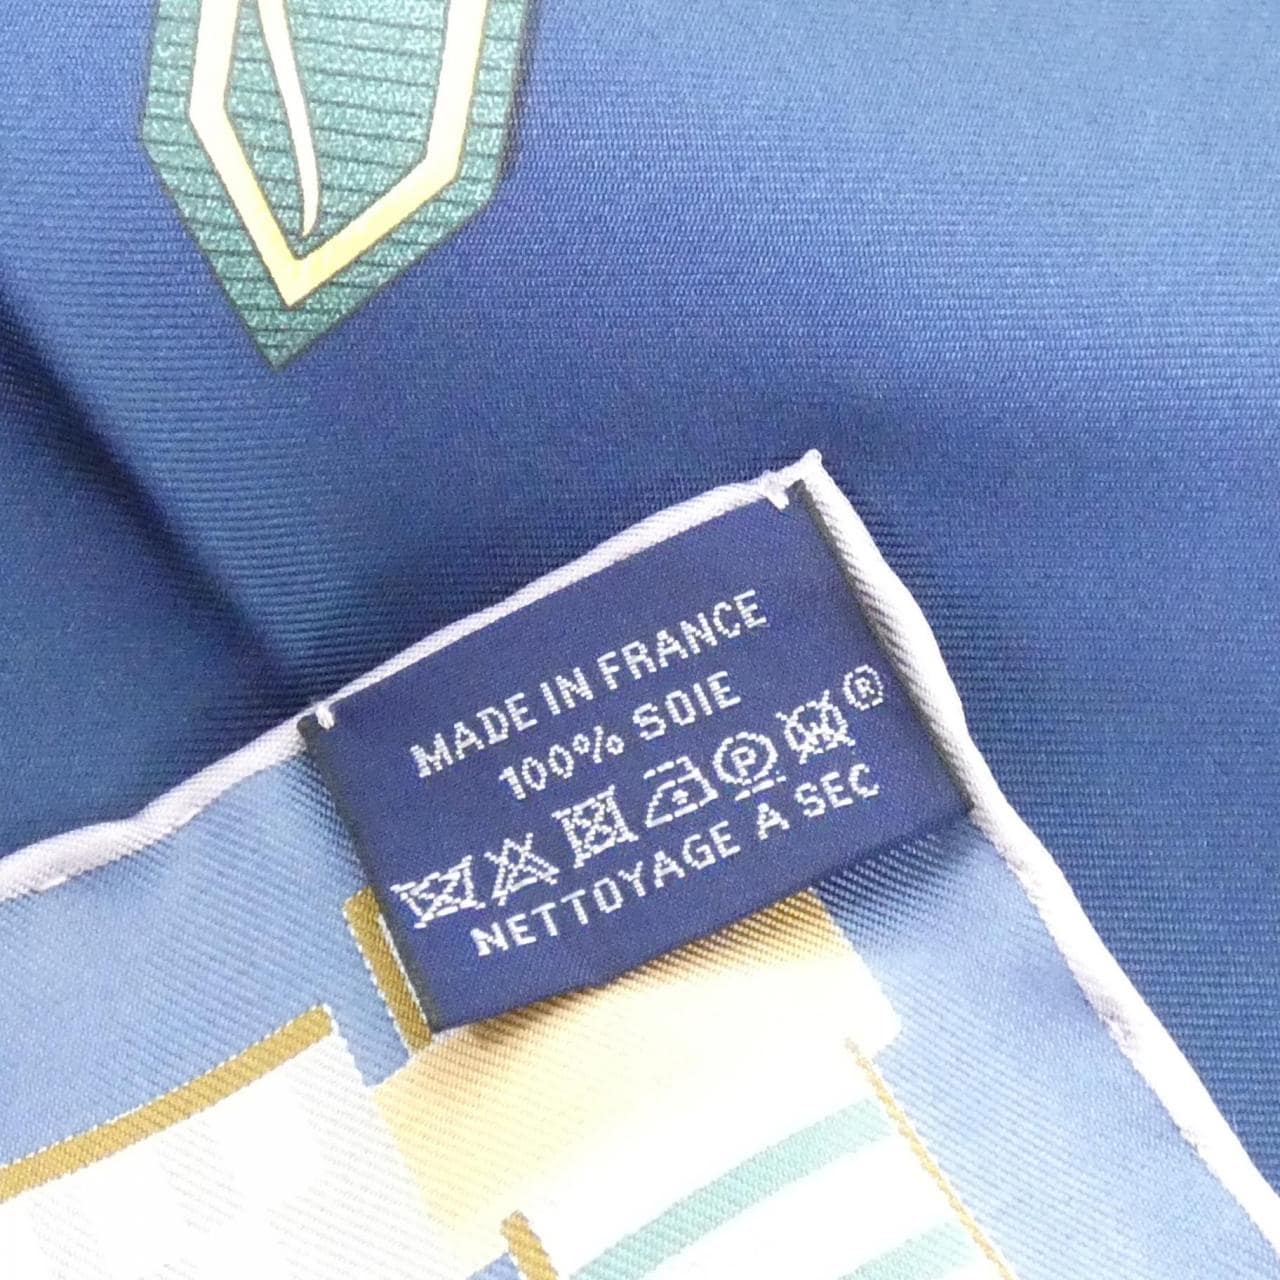 MADE IN FRANCE
100% SOIE
P W ®
NETTOYAGE A SEC